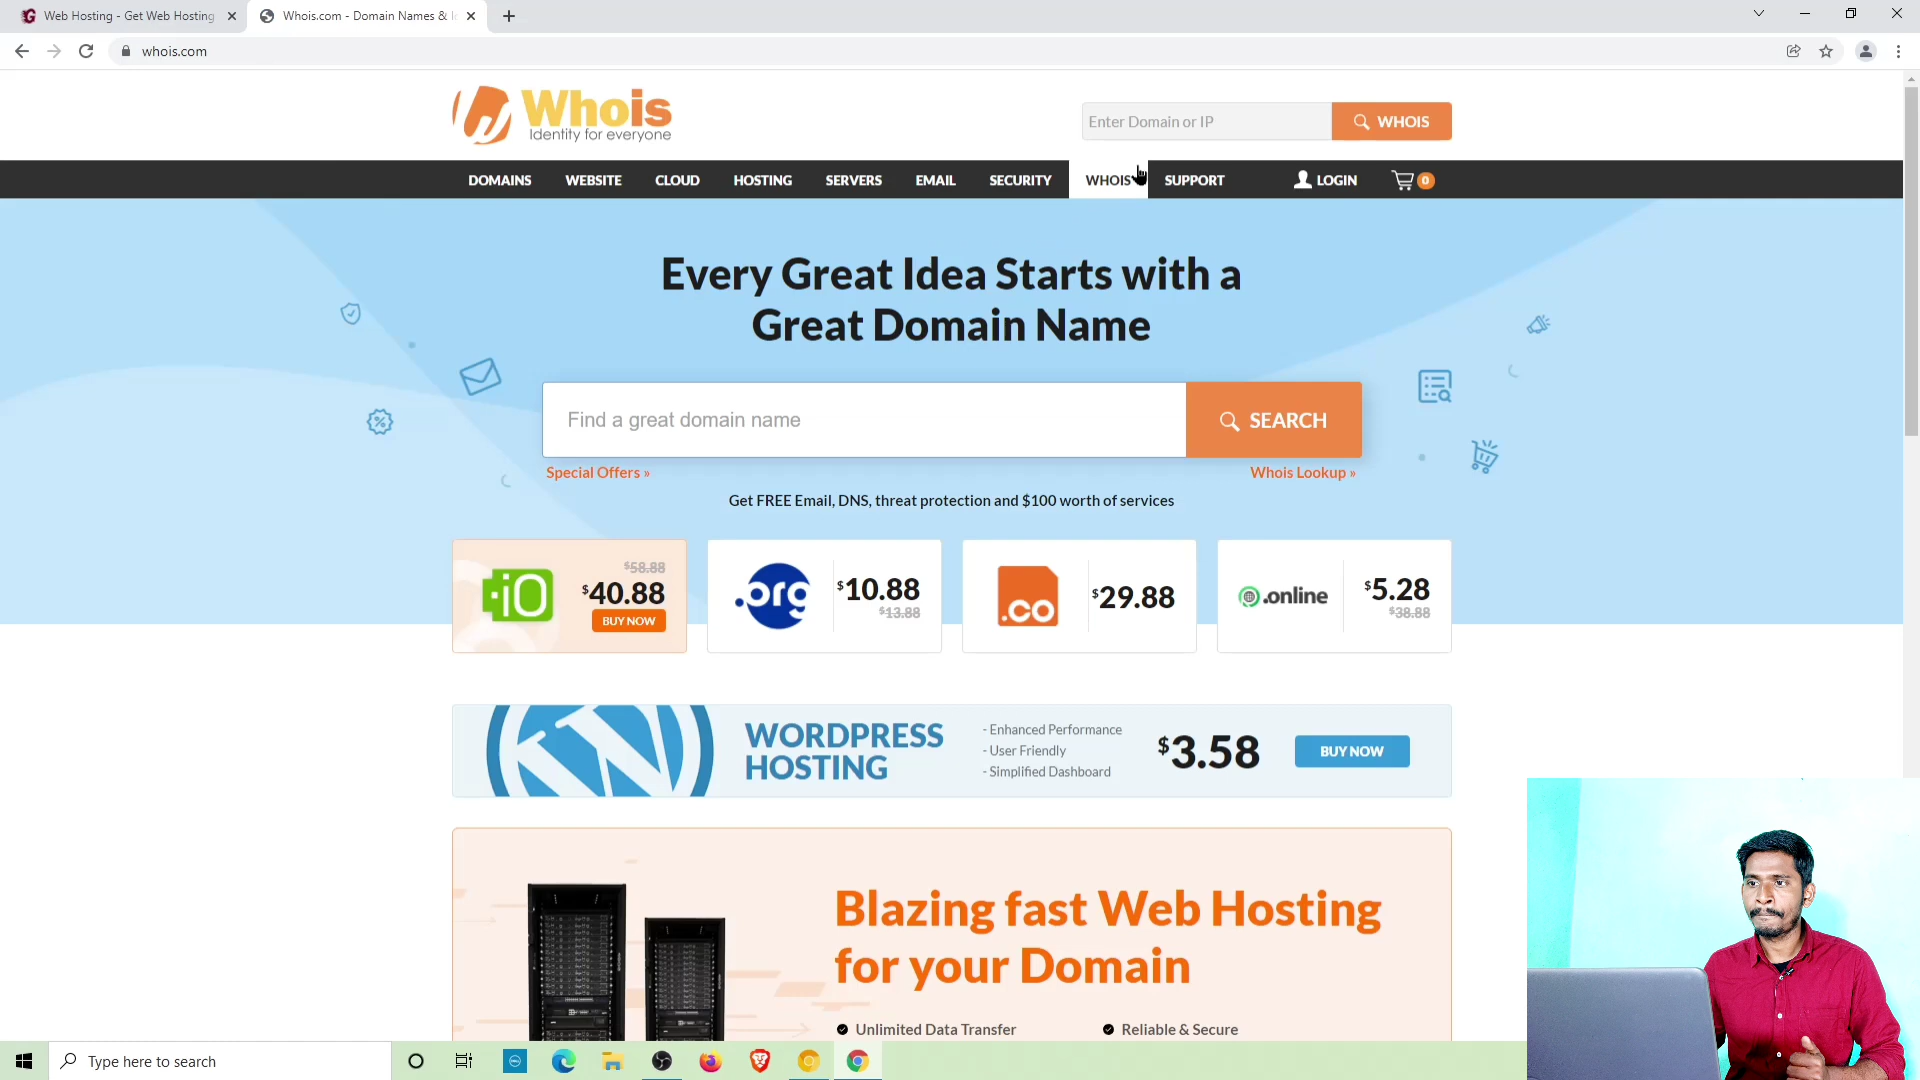 Web Hosting - Get Web Hosting
Whois.com - Domain Names &
whois.com
Whois
Identity for everyone
Enter Domain or IP
WHOIS
DOMAINS
WEBSITE
CLOUD
HOSTING
SERVERS
EMAIL
SECURITY
WHOIS
SUPPORT
LOGIN
0
Every Great Idea Starts with a
Great Domain Name
Find a great domain name
SEARCH
Special Offers »
Whois Lookup »
Get FREE Email, DNS, threat protection and $100 worth of services
.iO
$58.88
$40.88
BUY NOW
.org
$10.88
$13.88
.co
$29.88
.online
$5.28
$38.88
WORDPRESS
HOSTING
- Enhanced Performance
- User Friendly
- Simplified Dashboard
$3.58
BUY NOW
Blazing fast Web Hosting
for your Domain
Unlimited Data Transfer
Reliable & Secure
Type here to search